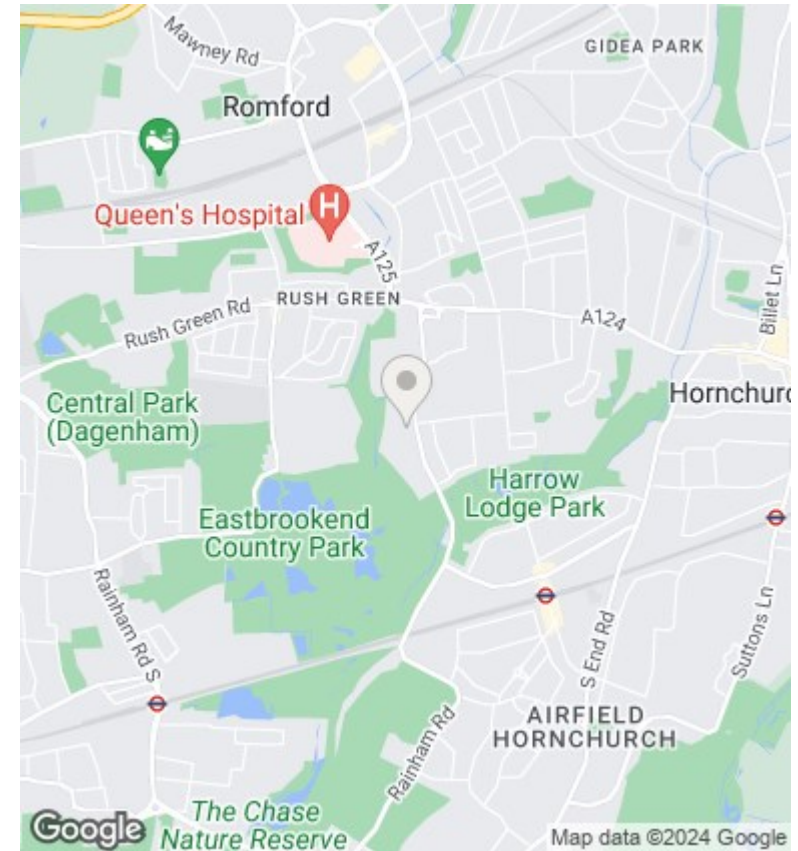 Mawney Rd
GIDEA PARK
Romford
Queen's Hospital
H
A125
RUSH GREEN
Rush Green Rd
A124
Billet Ln
Central Park
(Dagenham)
Hornchurc
Harrow
Lodge Park
Eastbrookend
Country Park
Rainham Rd S
S End Rd
Suttons Ln
Rainham Rd
AIRFIELD
HORNCHURCH
The Chase
Nature Reserve
Google
Map data ©2024 Google